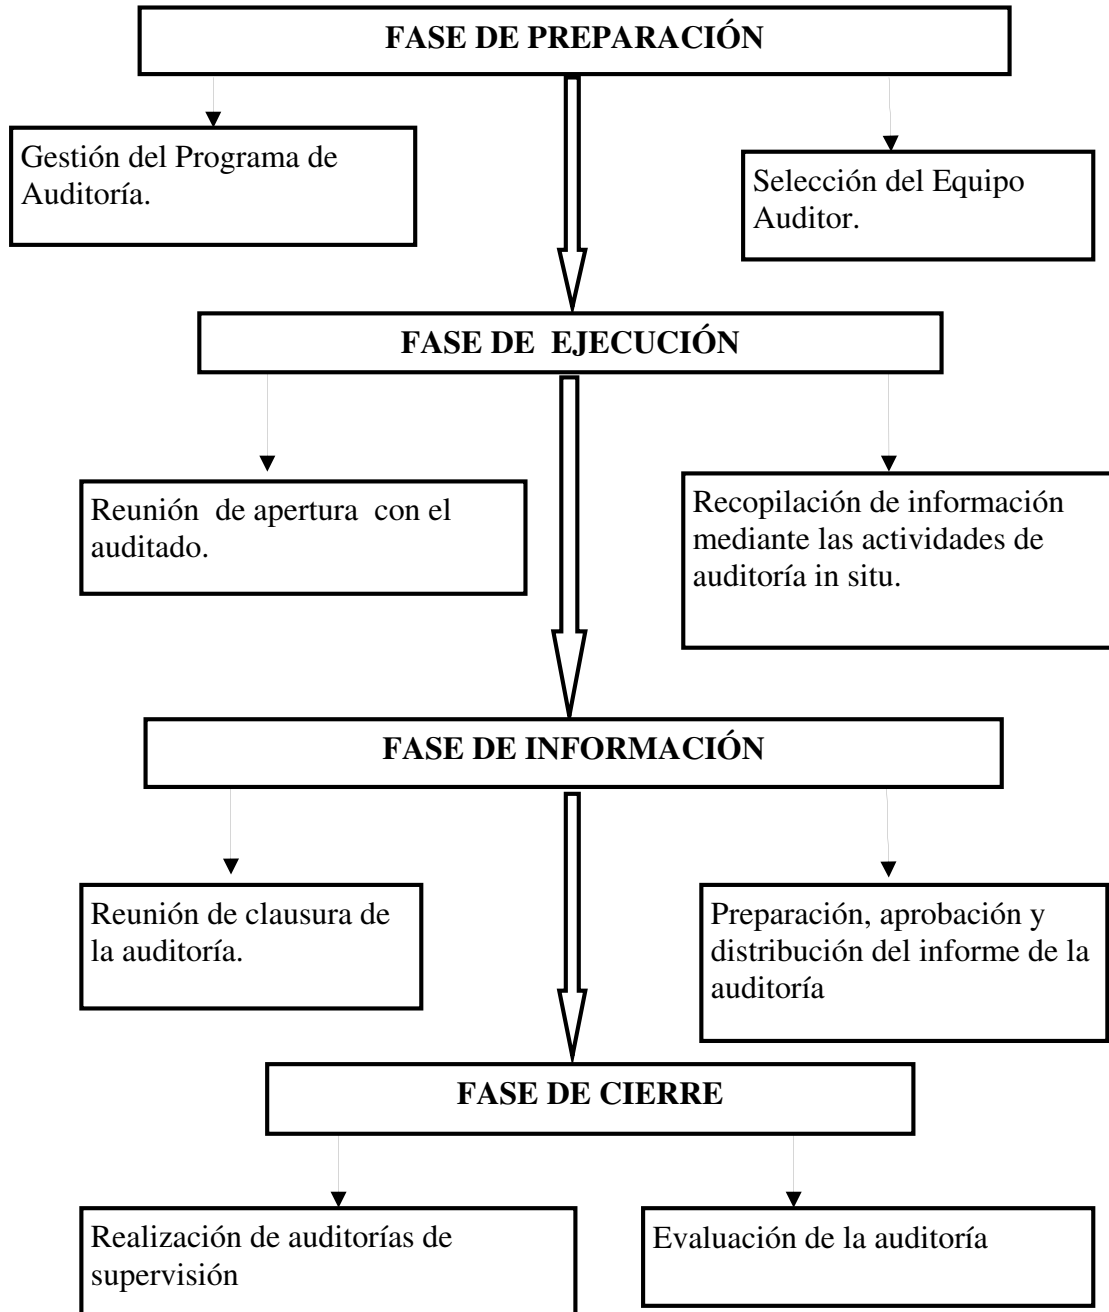 FASE DE PREPARACIÓN
Gestión del Programa de
Auditoría.
Selección del Equipo
Auditor.
FASE DE  EJECUCIÓN
Reunión  de apertura  con el
auditado.
Recopilación de información
mediante las actividades de
auditoría in situ.
FASE DE INFORMACIÓN
Reunión de clausura de
la auditoría.
Preparación, aprobación y
distribución del informe de la
auditoría
FASE DE CIERRE
Realización de auditorías de
supervisión
Evaluación de la auditoría